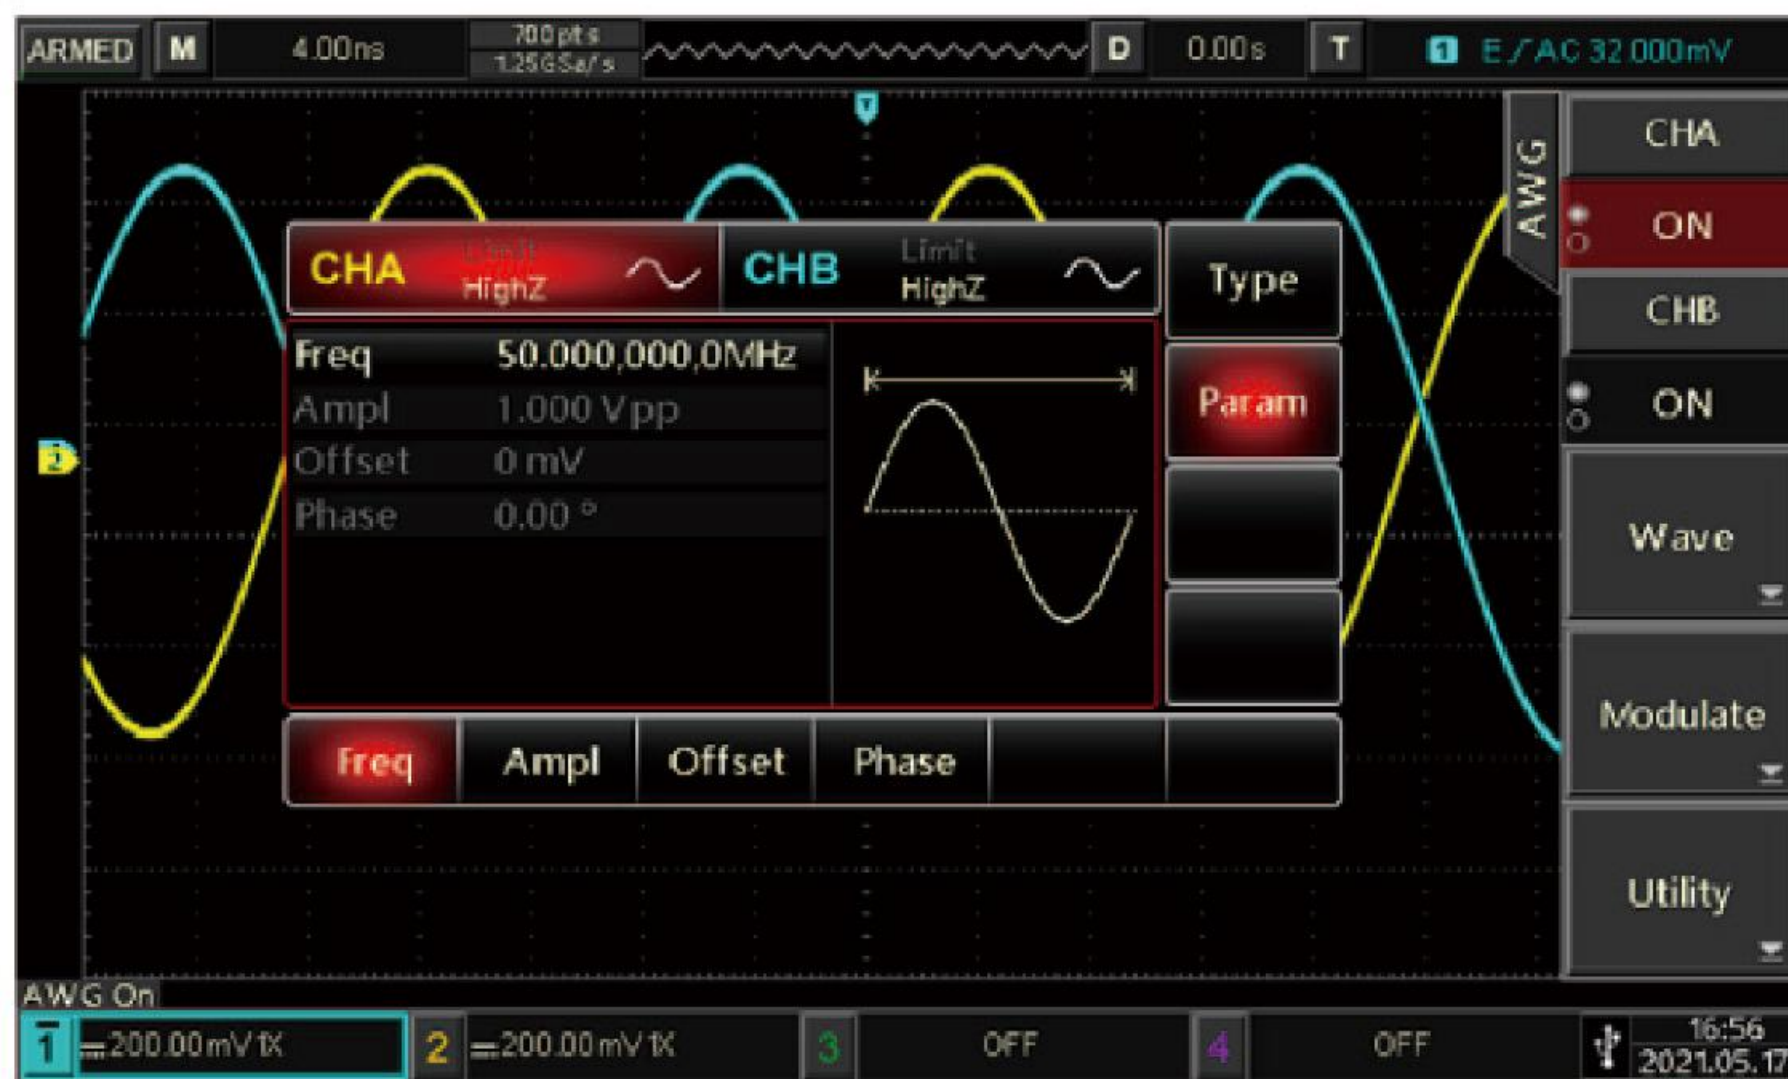 ARMED M 4.00ns 700 pts D 0.00s T 1 E AC 32.000mV
1.25GSa/s
T
AWG
CHA
ON
CHB
ON
Wave
Modulate
Utility
CHA Limit HighZ CHB Limit HighZ
Type
Param
Freq 50.000,000,0MHz
Ampl 1.000 Vpp
Offset 0 mV
Phase 0.00 °
2
Freq Ampl Offset Phase
AWG On
1 200.00mV 1X 2 200.00mV 1X 3 OFF 4 OFF 16:56
2021.05.17